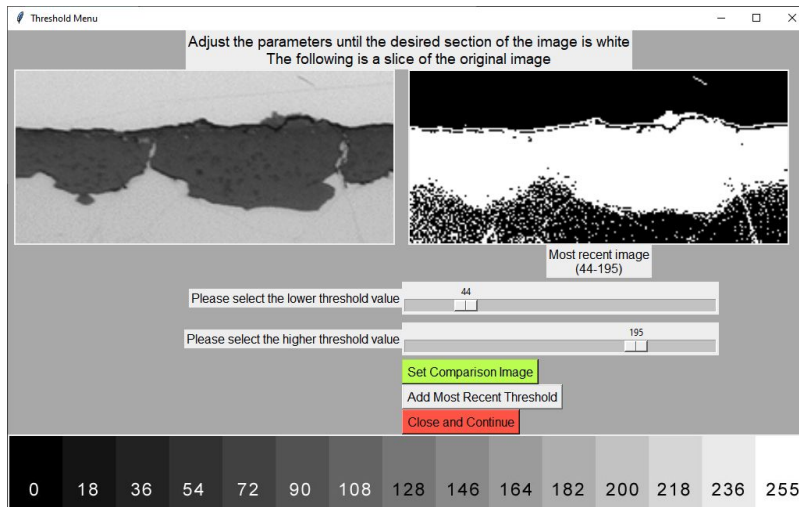 Threshold Menu
Adjust the parameters until the desired section of the image is white
The following is a slice of the original image
Most recent image
(44-195)
44
Please select the lower threshold value
195
Please select the higher threshold value
Set Comparison Image
Add Most Recent Threshold
Close and Continue
0 18 36 54 72 90 108 128 146 164 182 200 218 236 255